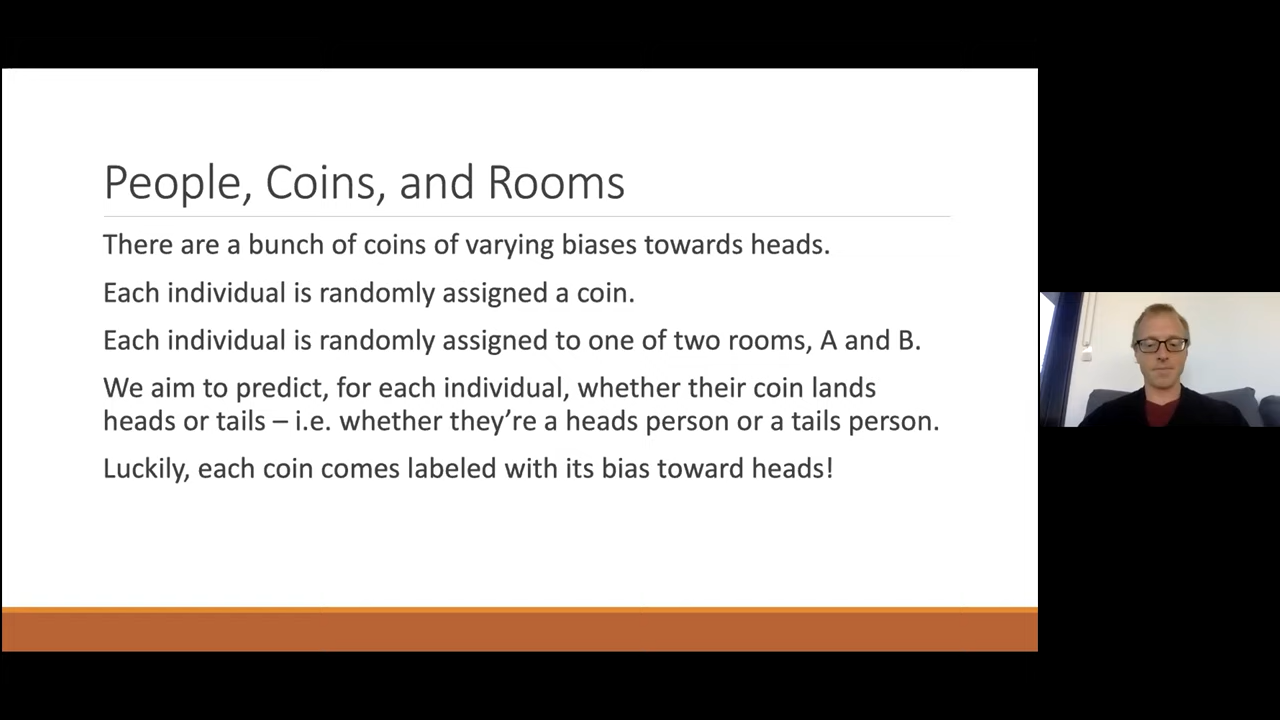 People, Coins, and Rooms
There are a bunch of coins of varying biases towards heads.
Each individual is randomly assigned a coin.
Each individual is randomly assigned to one of two rooms, A and B.
We aim to predict, for each individual, whether their coin lands
heads or tails – i.e. whether they’re a heads person or a tails person.
Luckily, each coin comes labeled with its bias toward heads!